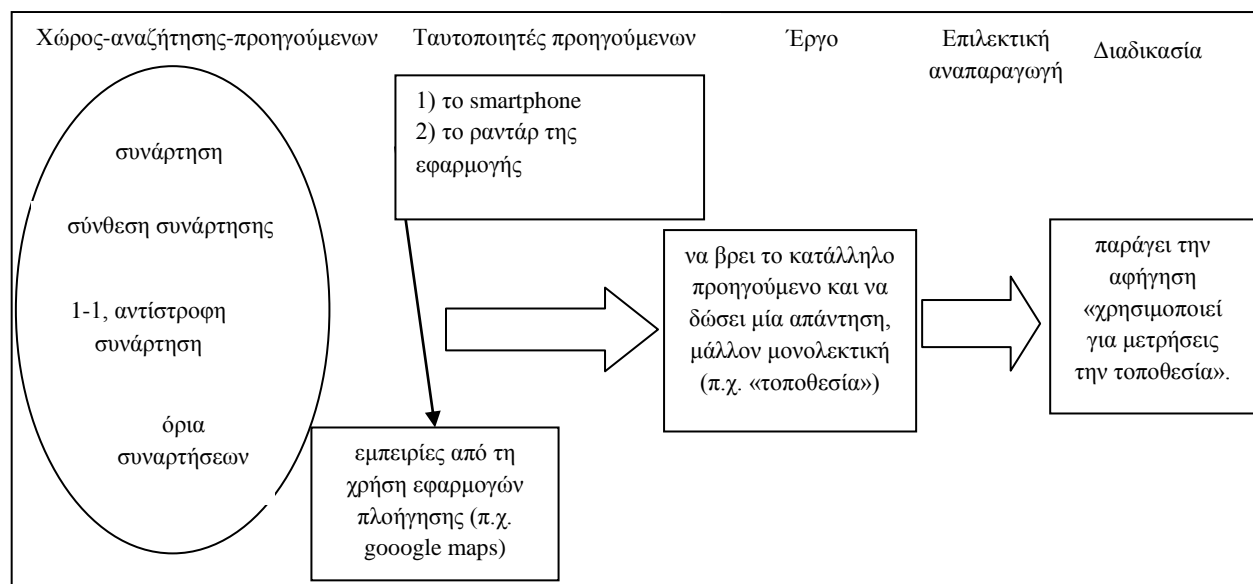 Χώρος-αναζήτησης-προηγούμενων
συνάρτηση
σύνθεση συνάρτησης
1-1, αντίστροφη
συνάρτηση
όρια
συναρτήσεων
Ταυτοποιητές προηγούμενων
1) το smartphone
2) το ραντάρ της
εφαρμογής
εμπειρίες από τη
χρήση εφαρμογών
πλοήγησης (π.χ.
gooogle maps)
Έργο
να βρει το κατάλληλο
προηγούμενο και να
δώσει μία απάντηση,
μάλλον μονολεκτική
(π.χ. «τοποθεσία»)
Επιλεκτική
αναπαραγωγή
Διαδικασία
παράγει την
αφήγηση
«χρησιμοποιεί
για μετρήσεις
την τοποθεσία».